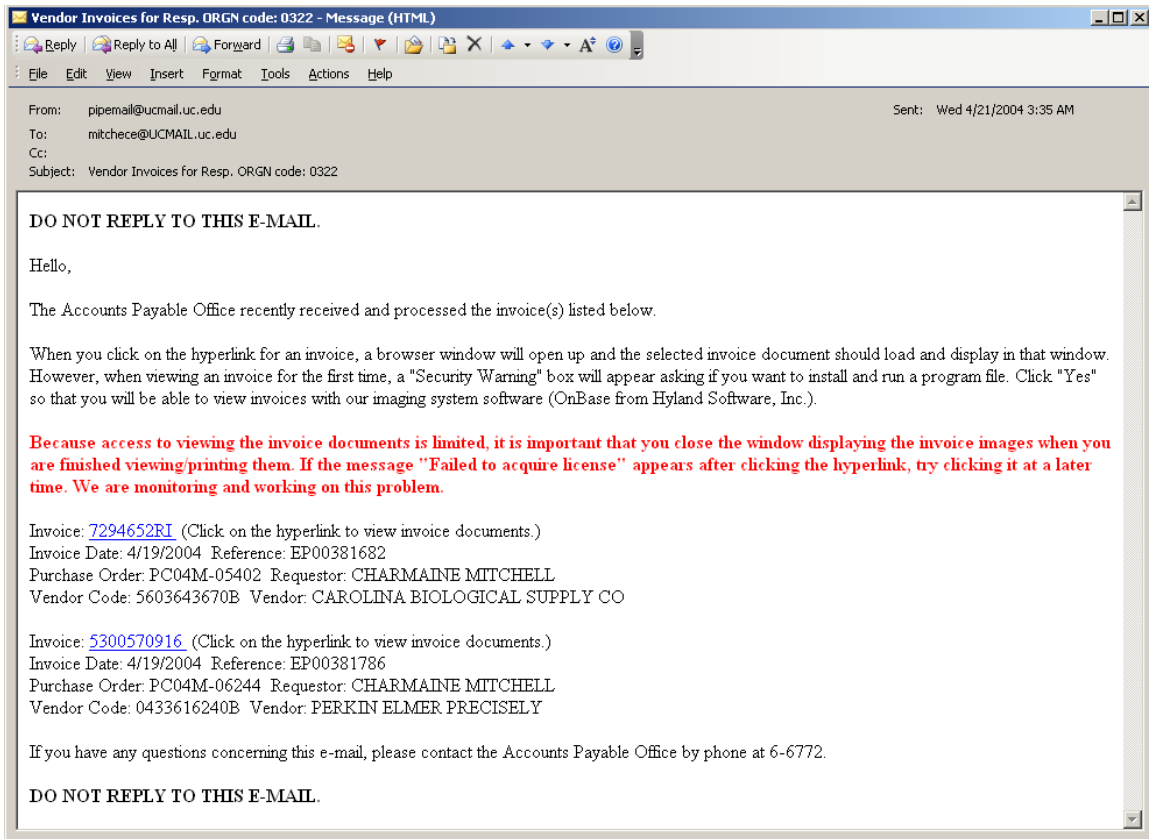 Vendor Invoices for Resp. ORGN code: 0322 - Message (HTML)
Reply Reply to All Forward
File Edit View Insert Format Tools Actions Help
From: pipemail@ucmail.uc.edu Sent: Wed 4/21/2004 3:35 AM
To: mitchece@UCMAIL.uc.edu
Cc:
Subject: Vendor Invoices for Resp. ORGN code: 0322
DO NOT REPLY TO THIS E-MAIL.
Hello,
The Accounts Payable Office recently received and processed the invoice(s) listed below.
When you click on the hyperlink for an invoice, a browser window will open up and the selected invoice document should load and display in that window.
However, when viewing an invoice for the first time, a "Security Warning" box will appear asking if you want to install and run a program file. Click "Yes"
so that you will be able to view invoices with our imaging system software (OnBase from Hyland Software, Inc.).
Because access to viewing the invoice documents is limited, it is important that you close the window displaying the invoice images when you
are finished viewing/printing them. If the message "Failed to acquire license" appears after clicking the hyperlink, try clicking it at a later
time. We are monitoring and working on this problem.
Invoice: 7294652RI (Click on the hyperlink to view invoice documents.)
Invoice Date: 4/19/2004 Reference: EP00381682
Purchase Order: PC04M-05402 Requestor: CHARMAINE MITCHELL
Vendor Code: 5603643670B Vendor: CAROLINA BIOLOGICAL SUPPLY CO
Invoice: 5300570916 (Click on the hyperlink to view invoice documents.)
Invoice Date: 4/19/2004 Reference: EP00381786
Purchase Order: PC04M-06244 Requestor: CHARMAINE MITCHELL
Vendor Code: 0433616240B Vendor: PERKIN ELMER PRECISELY
If you have any questions concerning this e-mail, please contact the Accounts Payable Office by phone at 6-6772.
DO NOT REPLY TO THIS E-MAIL.